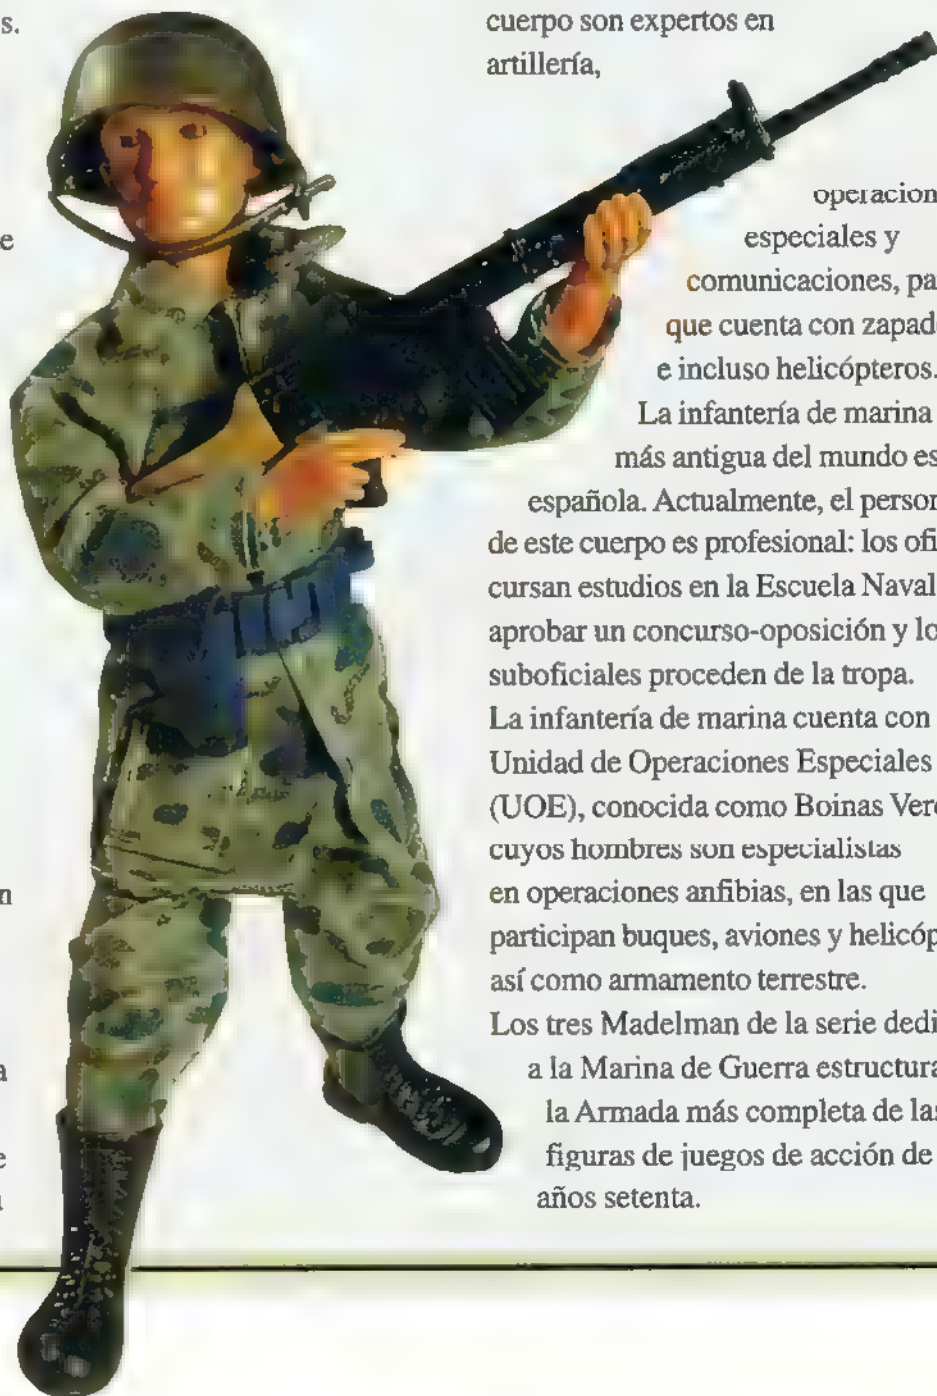 s.
e
n
a
e
cuerpo son expertos en
artillería,
operacion
especiales y
comunicaciones, pa
que cuenta con zapad
e incluso helicópteros.
La infantería de marina
más antigua del mundo es
española. Actualmente, el person
de este cuerpo es profesional: los ofi
cursan estudios en la Escuela Naval
aprobar un concurso-oposición y lo
suboficiales proceden de la tropa.
La infantería de marina cuenta con
Unidad de Operaciones Especiales
(UOE), conocida como Boinas Verd
cuyos hombres son especialistas
en operaciones anfibias, en las que
participan buques, aviones y helicóp
así como armamento terrestre.
Los tres Madelman de la serie dedi
a la Marina de Guerra estructura
la Armada más completa de las
figuras de juegos de acción de
años setenta.